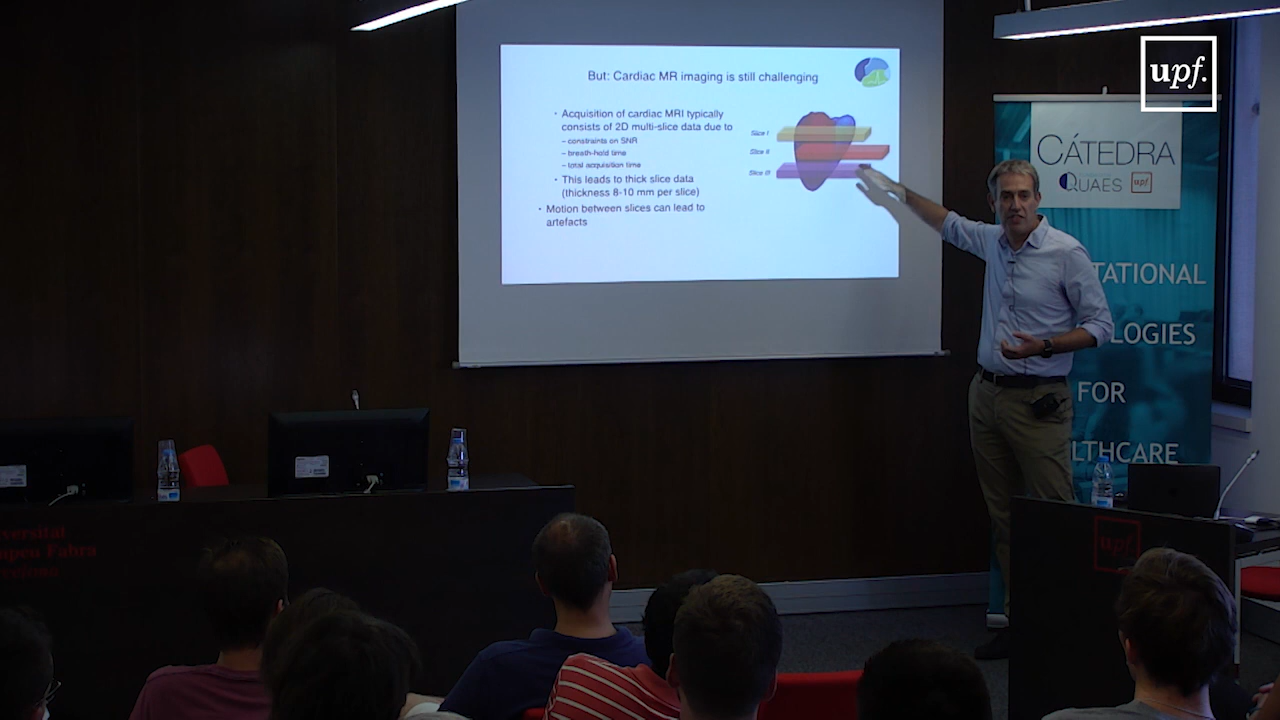 upf.
But: Cardiac MR imaging is still challenging
· Acquisition of cardiac MRI typically
consists of 2D multi-slice data due to
– constraints on SNR
– breath-hold time
– total acquisition time
· This leads to thick slice data
(thickness 8-10 mm per slice)
· Motion between slices can lead to
artefacts
Slice I
Slice II
Slice III
CÁTEDRA
QUAES upf.
TATIONAL
LOGIES
FOR
LTHCARE
versitat
mpeu Fabra
upf.